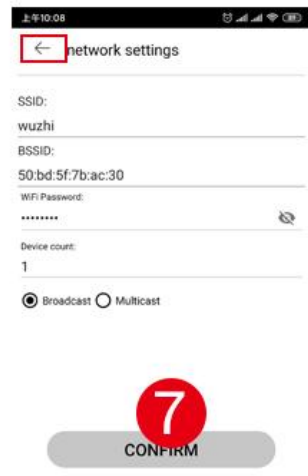 上午10:08
network settings
SSID:
wuzhi
BSSID:
50:bd:5f:7b:ac:30
WiFi Password:
••••••••
Device count:
1
Broadcast Multicast
7
CONFIRM